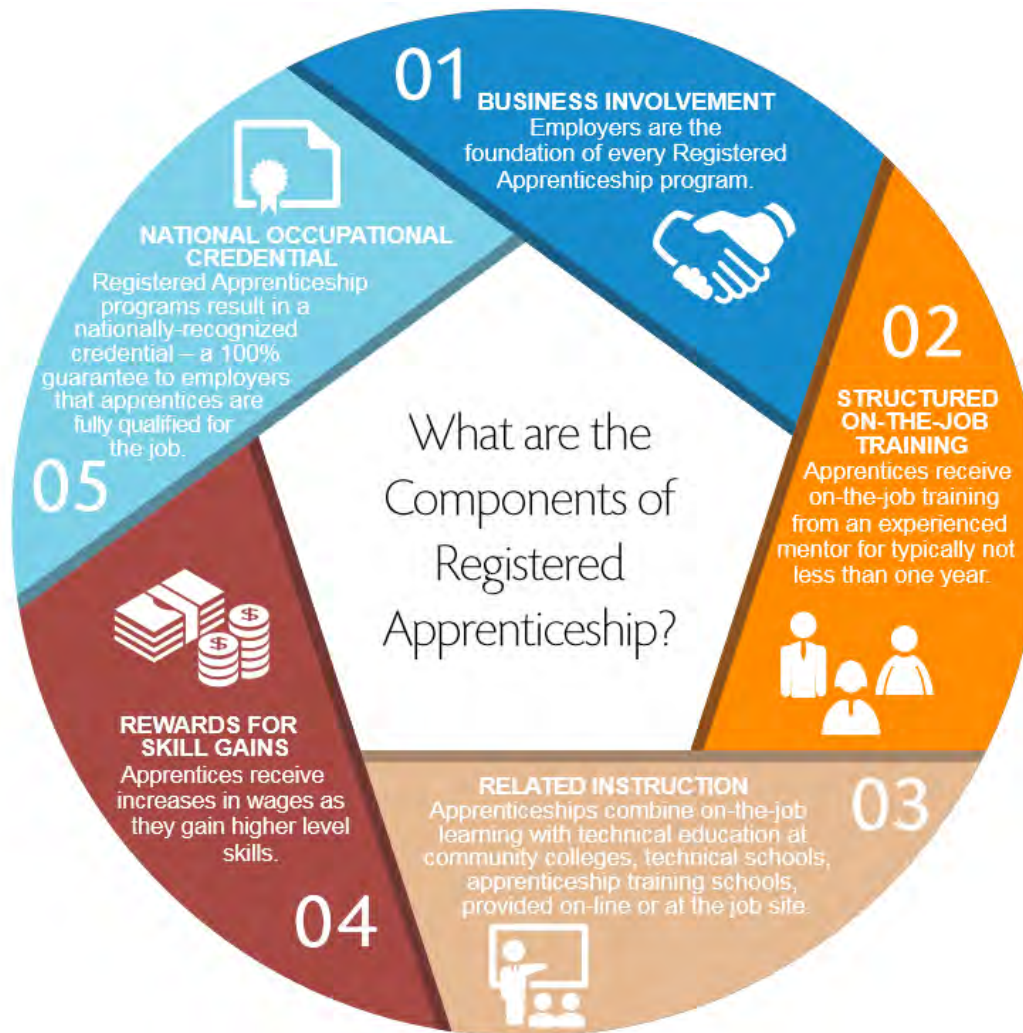 01
BUSINESS INVOLVEMENT
Employers are the
foundation of every Registered
Apprenticeship program.
02
STRUCTURED
ON-THE-JOB
TRAINING
Apprentices receive
on-the-job training
from an experienced
mentor for typically not
less than one year.
03
RELATED INSTRUCTION
Apprenticeships combine on-the-job
learning with technical education at
community colleges, technical schools,
apprenticeship training schools,
provided on-line or at the job site.
04
REWARDS FOR
SKILL GAINS
Apprentices receive
increases in wages as
they gain higher level
skills.
$
$
05
NATIONAL OCCUPATIONAL
CREDENTIAL
Registered Apprenticeship
programs result in a
nationally-recognized
credential – a 100%
guarantee to employers
that apprentices are
fully qualified for
the job.
What are the
Components of
Registered
Apprenticeship?